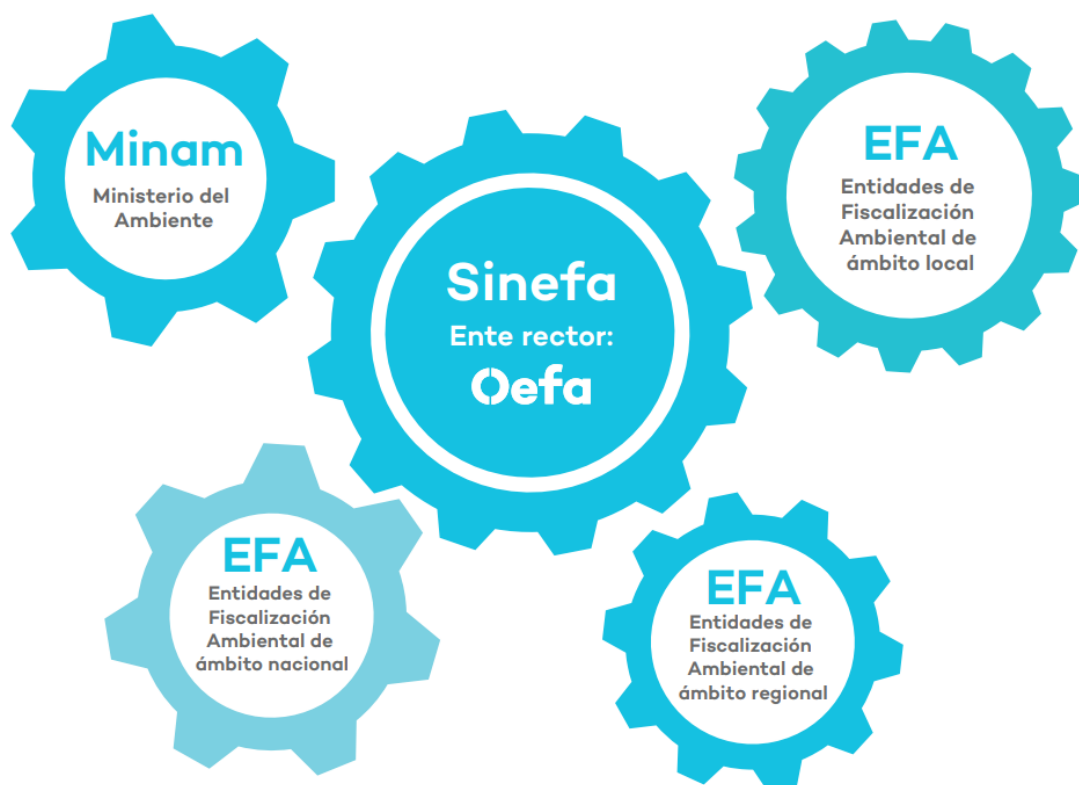 Minam
Ministerio del
Ambiente
Sinefa
Ente rector:
Oefa
EFA
Entidades de
Fiscalización
Ambiental de
ámbito local
EFA
Entidades de
Fiscalización
Ambiental de
ámbito nacional
EFA
Entidades de
Fiscalización
Ambiental de
ámbito regional